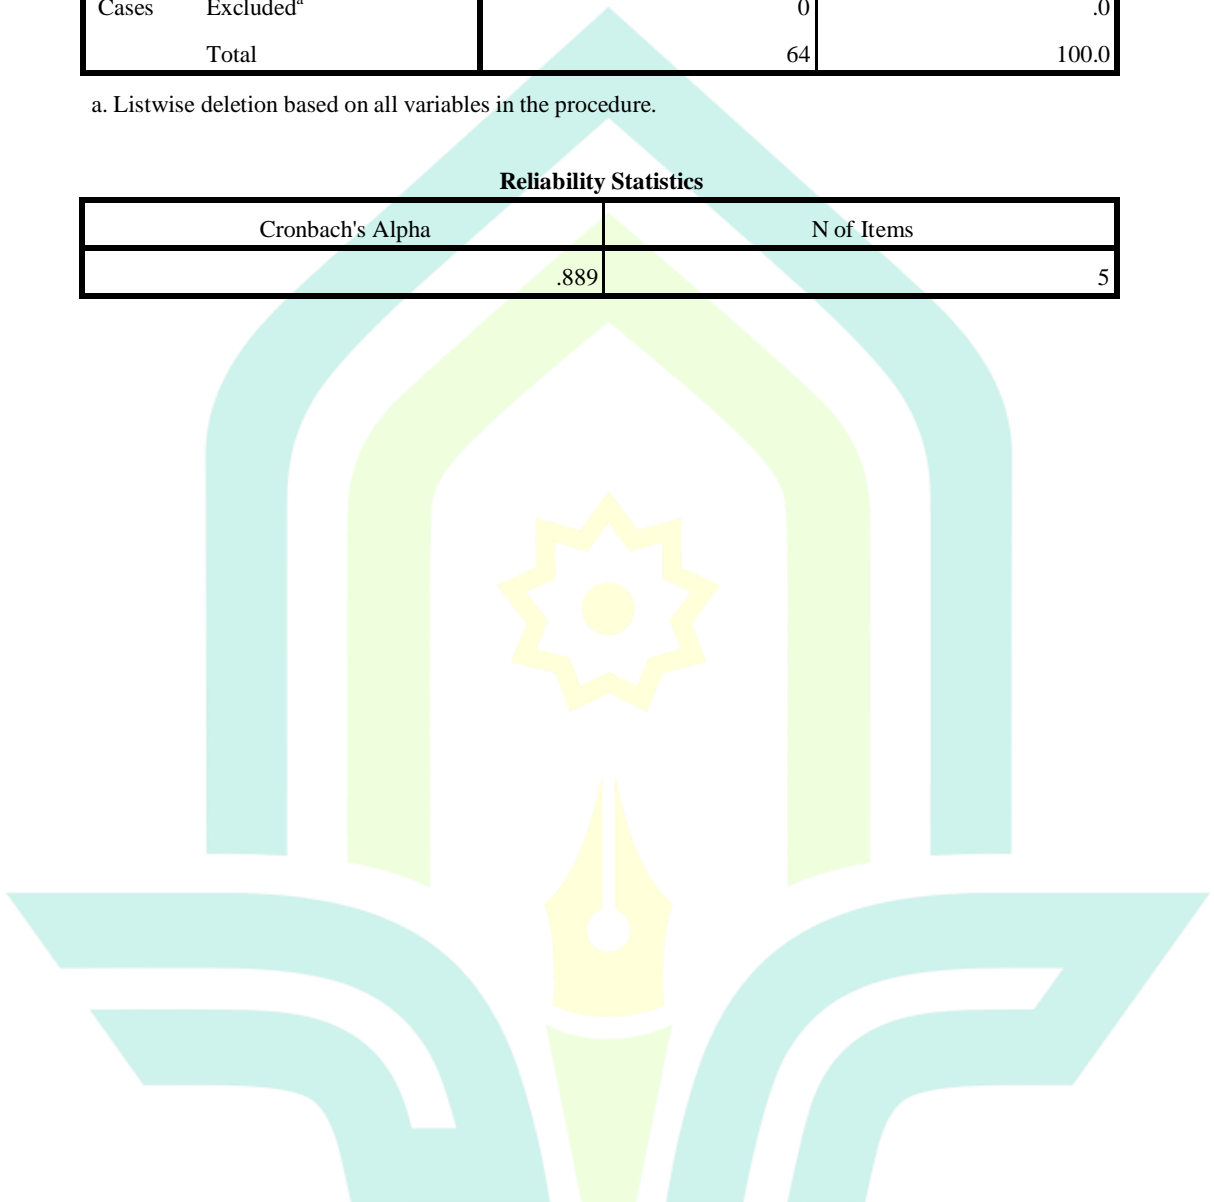 Cases Excludedᵃ 0 .0
Total 64 100.0
a. Listwise deletion based on all variables in the procedure.
Reliability Statistics
Cronbach's Alpha N of Items
.889 5